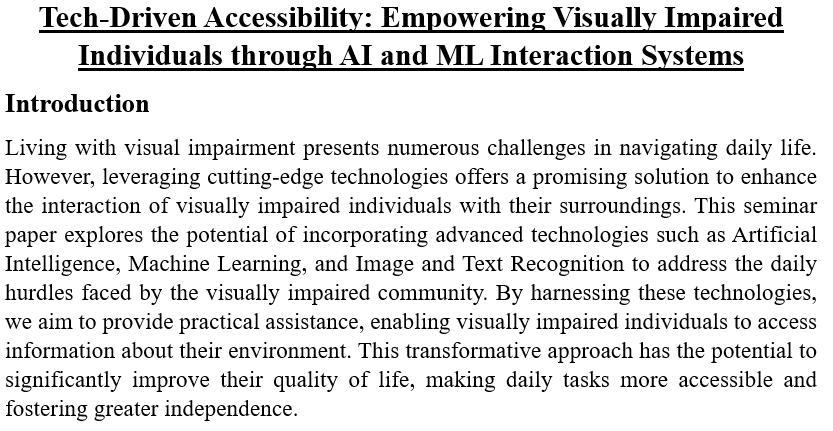 Tech-Driven Accessibility: Empowering Visually Impaired
Individuals through AI and ML Interaction Systems
Introduction
Living with visual impairment presents numerous challenges in navigating daily life.
However, leveraging cutting-edge technologies offers a promising solution to enhance
the interaction of visually impaired individuals with their surroundings. This seminar
paper explores the potential of incorporating advanced technologies such as Artificial
Intelligence, Machine Learning, and Image and Text Recognition to address the daily
hurdles faced by the visually impaired community. By harnessing these technologies,
we aim to provide practical assistance, enabling visually impaired individuals to access
information about their environment. This transformative approach has the potential to
significantly improve their quality of life, making daily tasks more accessible and
fostering greater independence.